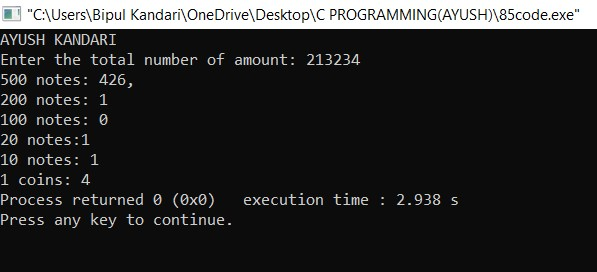 "C:\Users\Bipul Kandari\OneDrive\Desktop\C PROGRAMMING(AYUSH)\85code.exe"
AYUSH KANDARI
Enter the total number of amount: 213234
500 notes: 426,
200 notes: 1
100 notes: 0
20 notes:1
10 notes: 1
1 coins: 4
Process returned 0 (0x0)   execution time : 2.938 s
Press any key to continue.